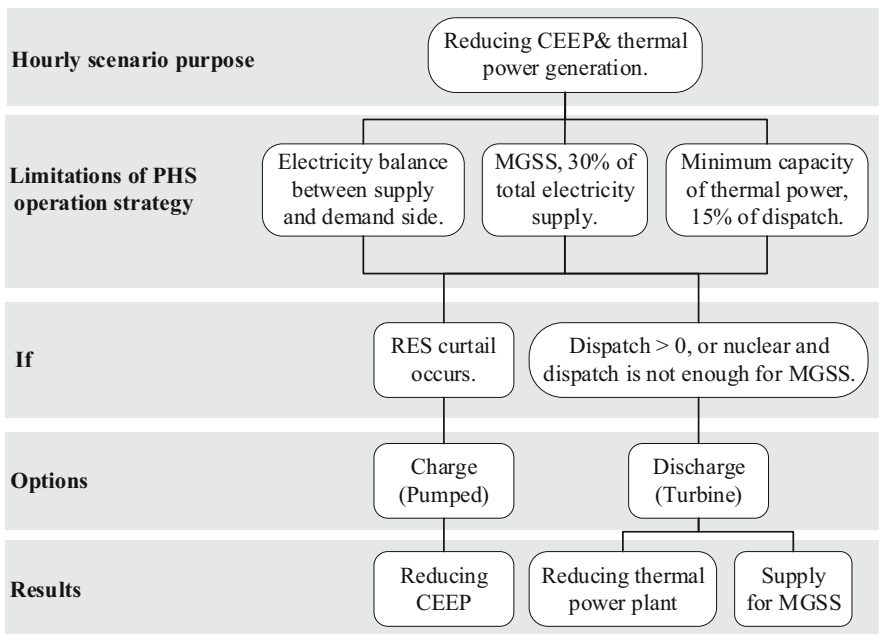 Hourly scenario purpose
Reducing CEEP& thermal
power generation.
Limitations of PHS
operation strategy
Electricity balance
between supply
and demand side.
MGSS, 30% of
total electricity
supply.
Minimum capacity
of thermal power,
15% of dispatch.
If
RES curtail
occurs.
Dispatch > 0, or nuclear and
dispatch is not enough for MGSS.
Options
Charge
(Pumped)
Discharge
(Turbine)
Results
Reducing
CEEP
Reducing thermal
power plant
Supply
for MGSS